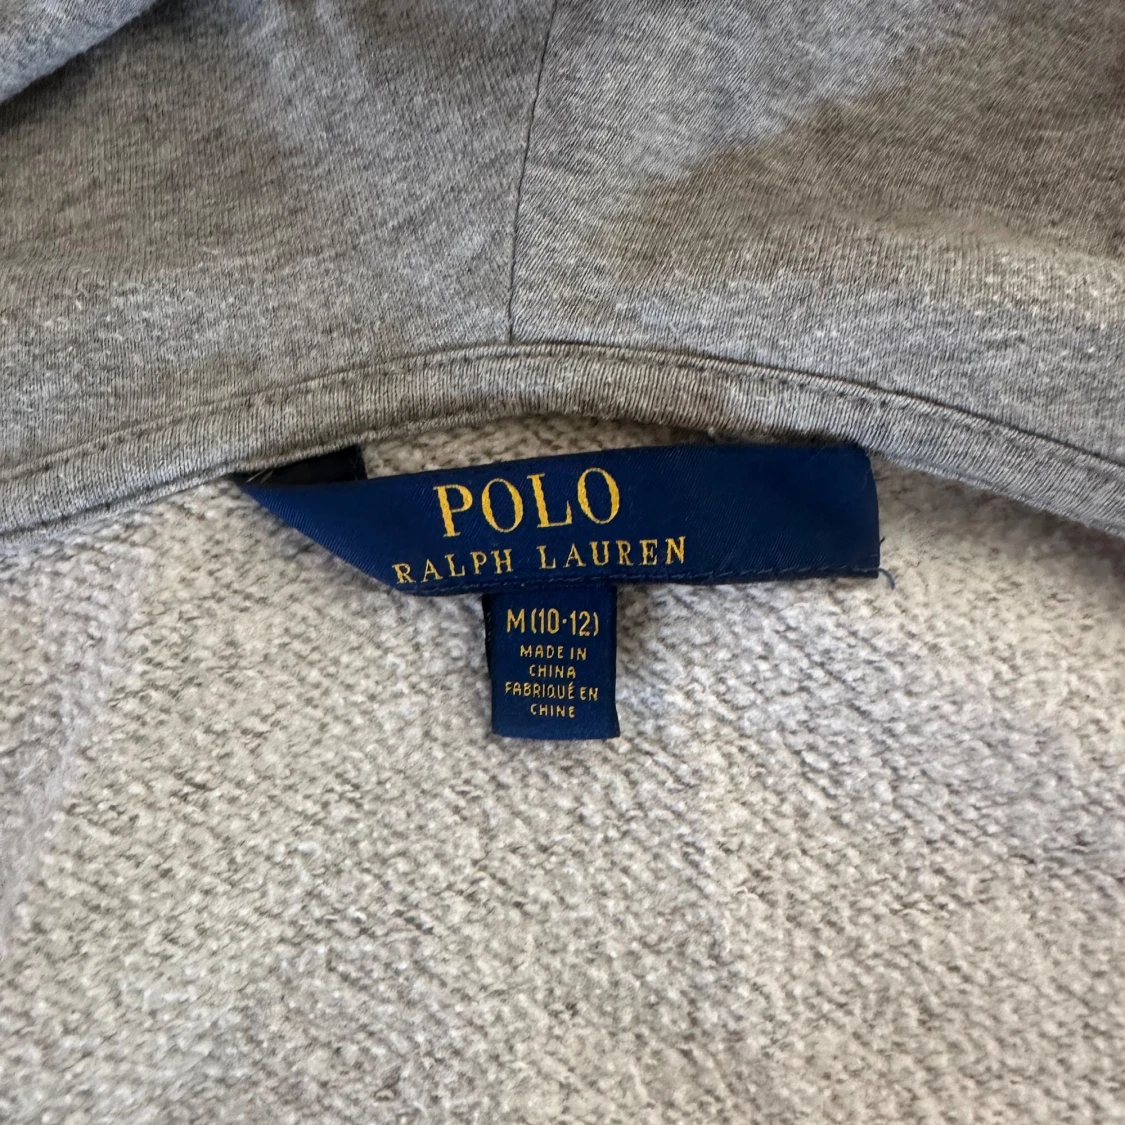 POLO
RALPH LAUREN
M(10·12)
MADE IN
CHINA
FABRIQUÉ EN
CHINE